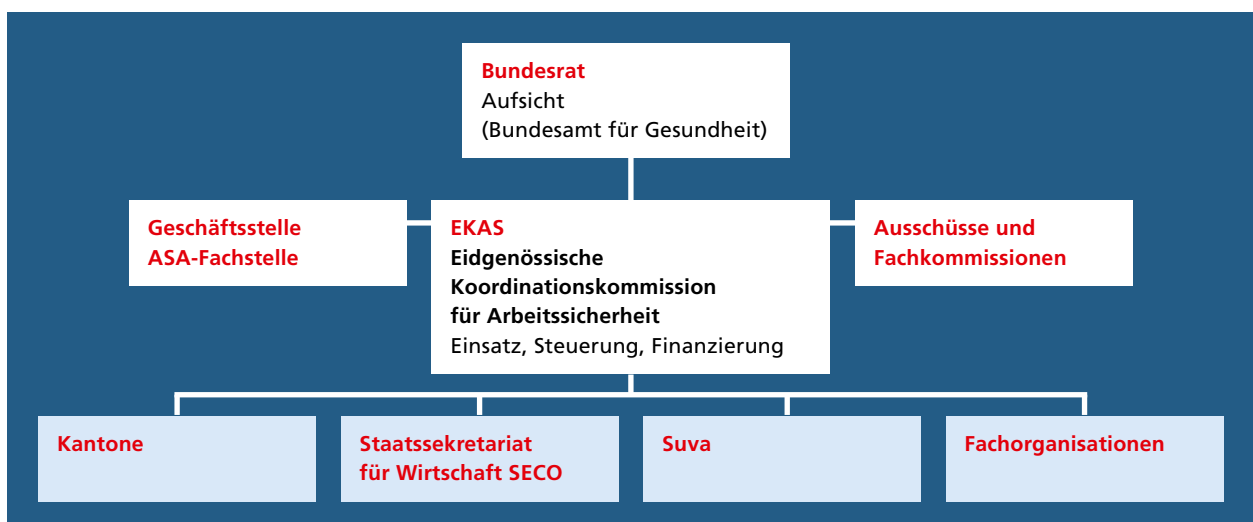 Bundesrat
Aufsicht
(Bundesamt für Gesundheit)
Geschäftsstelle
ASA-Fachstelle
EKAS
Eidgenössische
Koordinationskommission
für Arbeitssicherheit
Einsatz, Steuerung, Finanzierung
Ausschüsse und
Fachkommissionen
Kantone
Staatssekretariat
für Wirtschaft SECO
Suva
Fachorganisationen